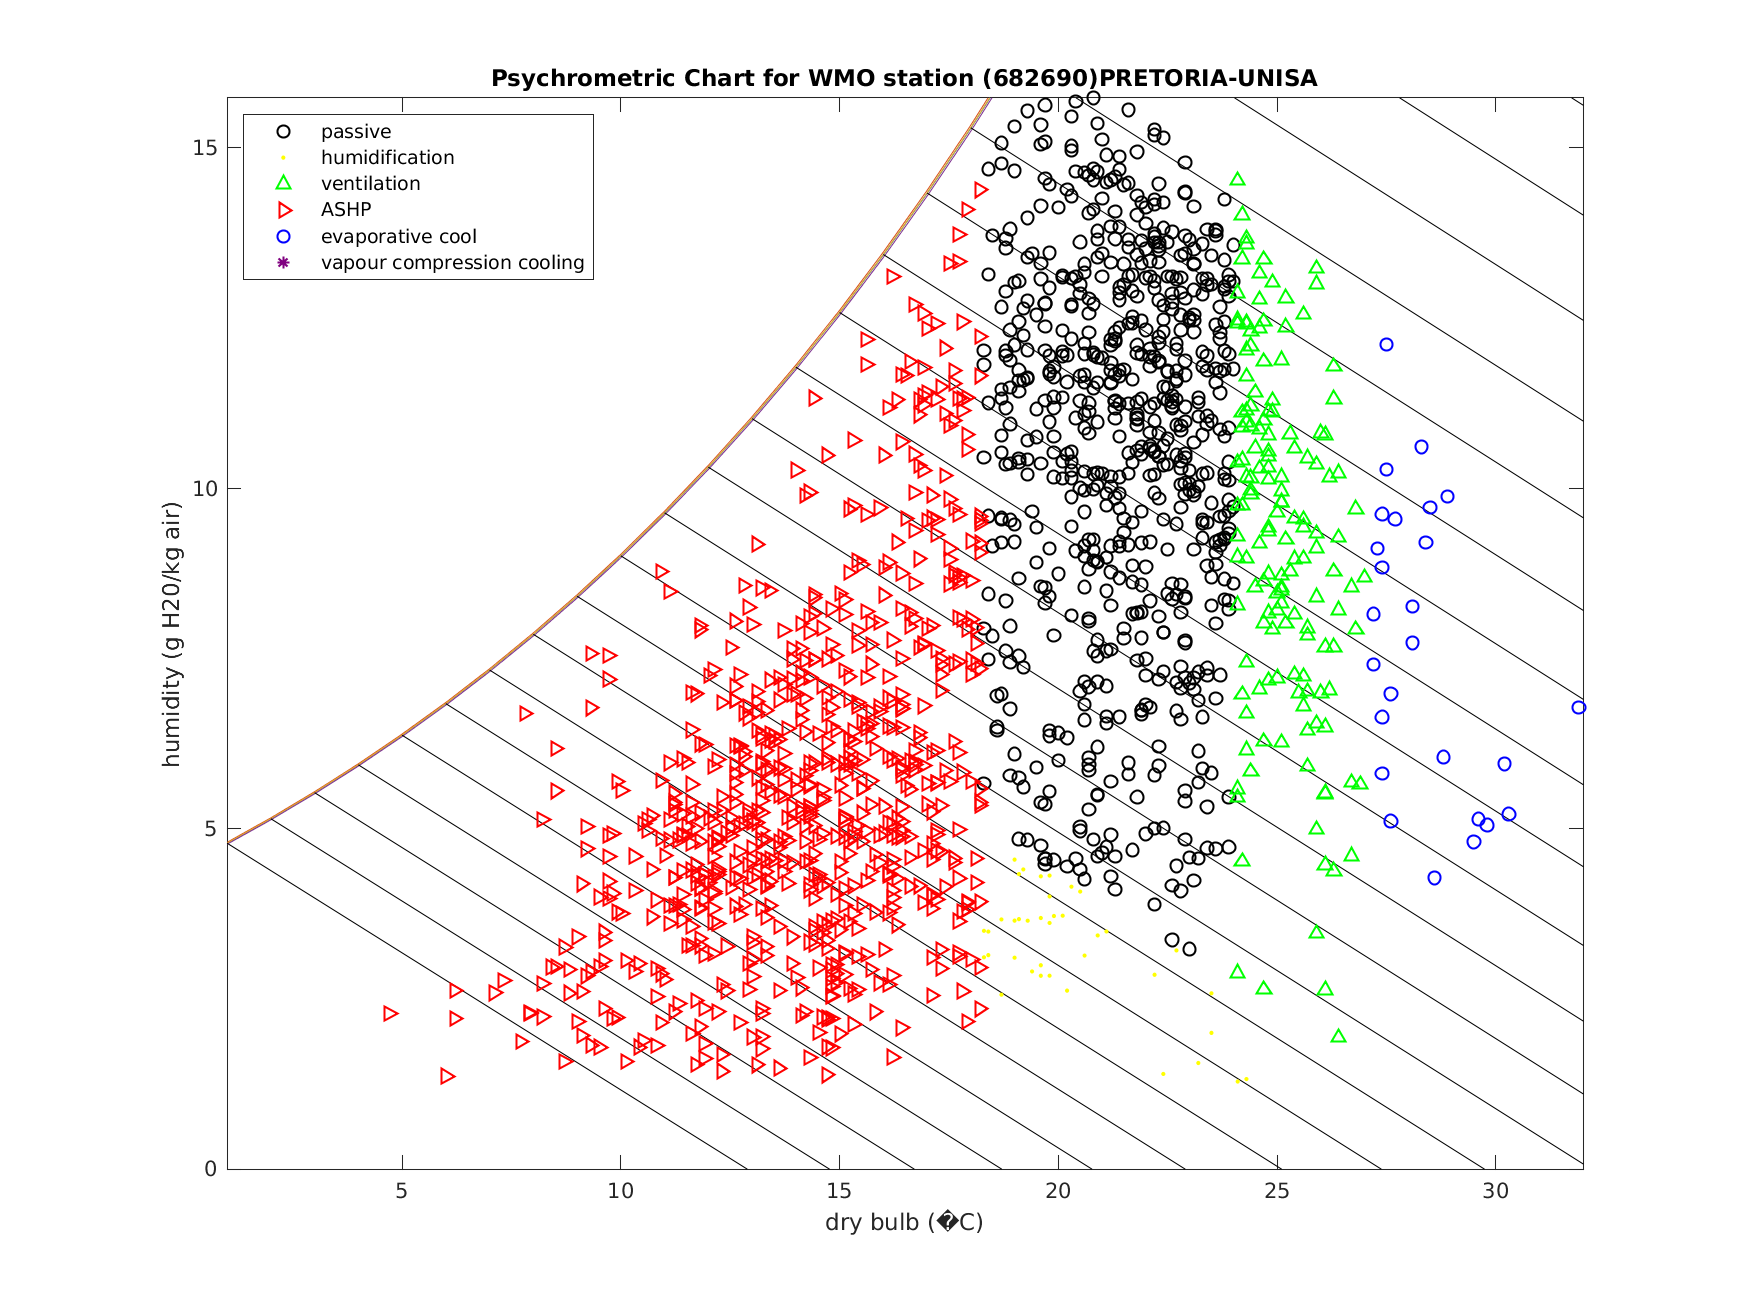 Psychrometric Chart for WMO station (682690)PRETORIA-UNISA
passive
humidification
ventilation
ASHP
evaporative cool
vapour compression cooling
15
10
5
0
humidity (g H20/kg air)
5 10 15 20 25 30
dry bulb (�C)